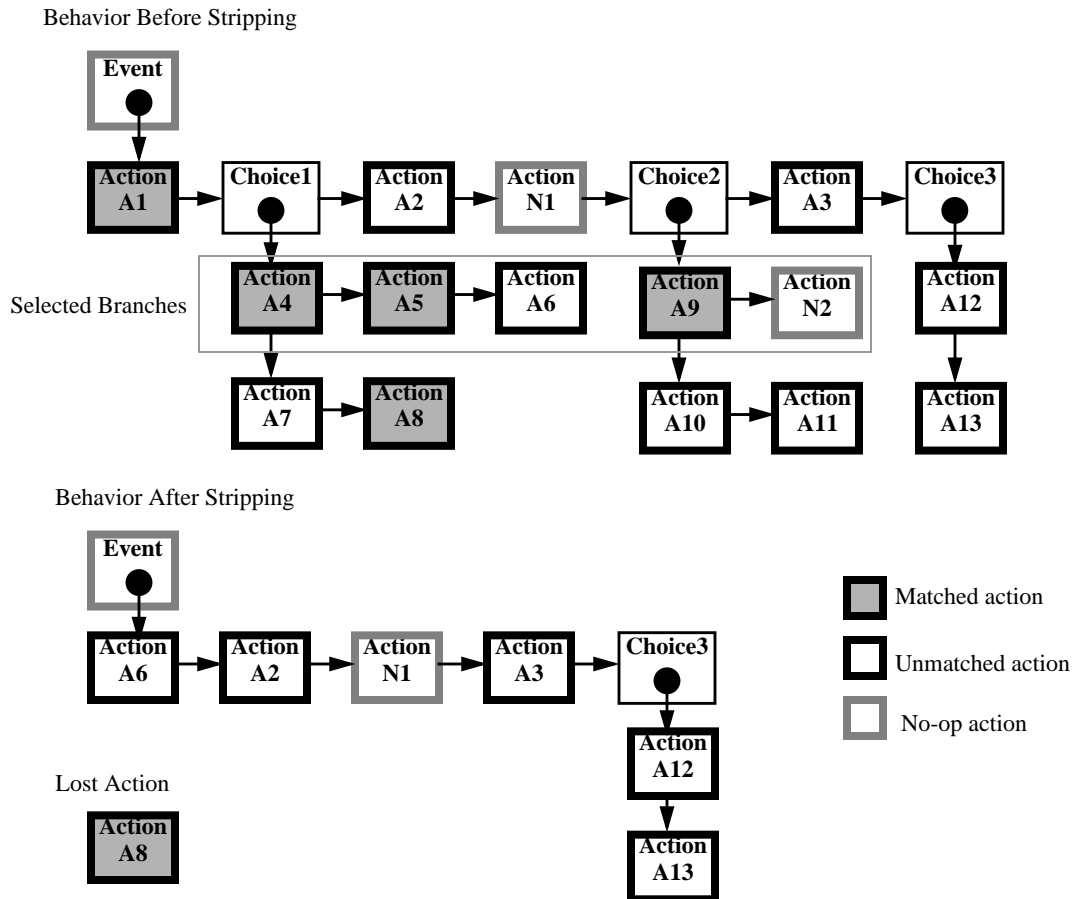 Behavior Before Stripping
Event
Action
A1
Choice1
Action
A2
Action
N1
Choice2
Action
A3
Choice3
Selected Branches
Action
A4
Action
A5
Action
A6
Action
A9
Action
N2
Action
A12
Action
A7
Action
A8
Action
A10
Action
A11
Action
A13
Behavior After Stripping
Event
Action
A6
Action
A2
Action
N1
Action
A3
Choice3
Action
A12
Action
A13
Matched action
Unmatched action
No-op action
Lost Action
Action
A8